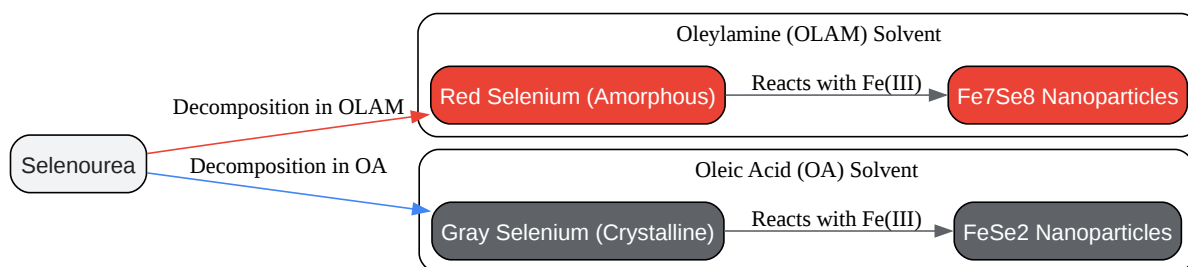 Oleylamine (OLAM) Solvent
Red Selenium (Amorphous)
Reacts with Fe(III)
Fe7Se8 Nanoparticles
Decomposition in OLAM
Selenourea
Decomposition in OA
Oleic Acid (OA) Solvent
Gray Selenium (Crystalline)
Reacts with Fe(III)
FeSe2 Nanoparticles